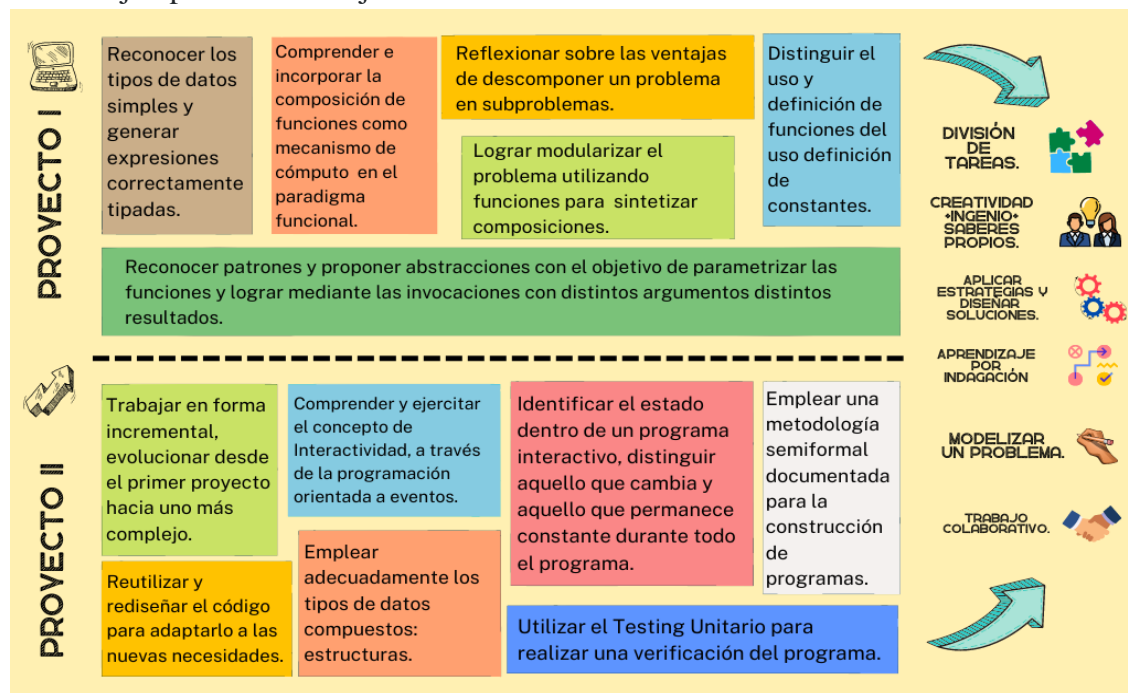 PROYECTO I
Reconocer los
tipos de datos
simples y
generar
expresiones
correctamente
tipadas.
Comprender e
incorporar la
composición de
funciones como
mecanismo de
cómputo en el
paradigma
funcional.
Reflexionar sobre las ventajas
de descomponer un problema
en subproblemas.
Lograr modularizar el
problema utilizando
funciones para sintetizar
composiciones.
Distinguir el
uso y
definición de
funciones del
uso definición
de
constantes.
Reconocer patrones y proponer abstracciones con el objetivo de parametrizar las
funciones y lograr mediante las invocaciones con distintos argumentos distintos
resultados.
PROYECTO II
Trabajar en forma
incremental,
evolucionar desde
el primer proyecto
hacia uno más
complejo.
Reutilizar y
rediseñar el código
para adaptarlo a las
nuevas necesidades.
Comprender y ejercitar
el concepto de
Interactividad, a través
de la programación
orientada a eventos.
Emplear
adecuadamente los
tipos de datos
compuestos:
estructuras.
Identificar el estado
dentro de un programa
interactivo, distinguir
aquello que cambia y
aquello que permanece
constante durante todo
el programa.
Emplear una
metodología
semiformal
documentada
para la
construcción
de
programas.
Utilizar el Testing Unitario para
realizar una verificación del programa.
DIVISIÓN
DE
TAREAS.
CREATIVIDAD
+INGENIO+
SABERES
PROPIOS.
APLICAR
ESTRATEGIAS Y
DISEÑAR
SOLUCIONES.
APRENDIZAJE
POR
INDAGACIÓN
MODELIZAR
UN PROBLEMA.
TRABAJO
COLABORATIVO.